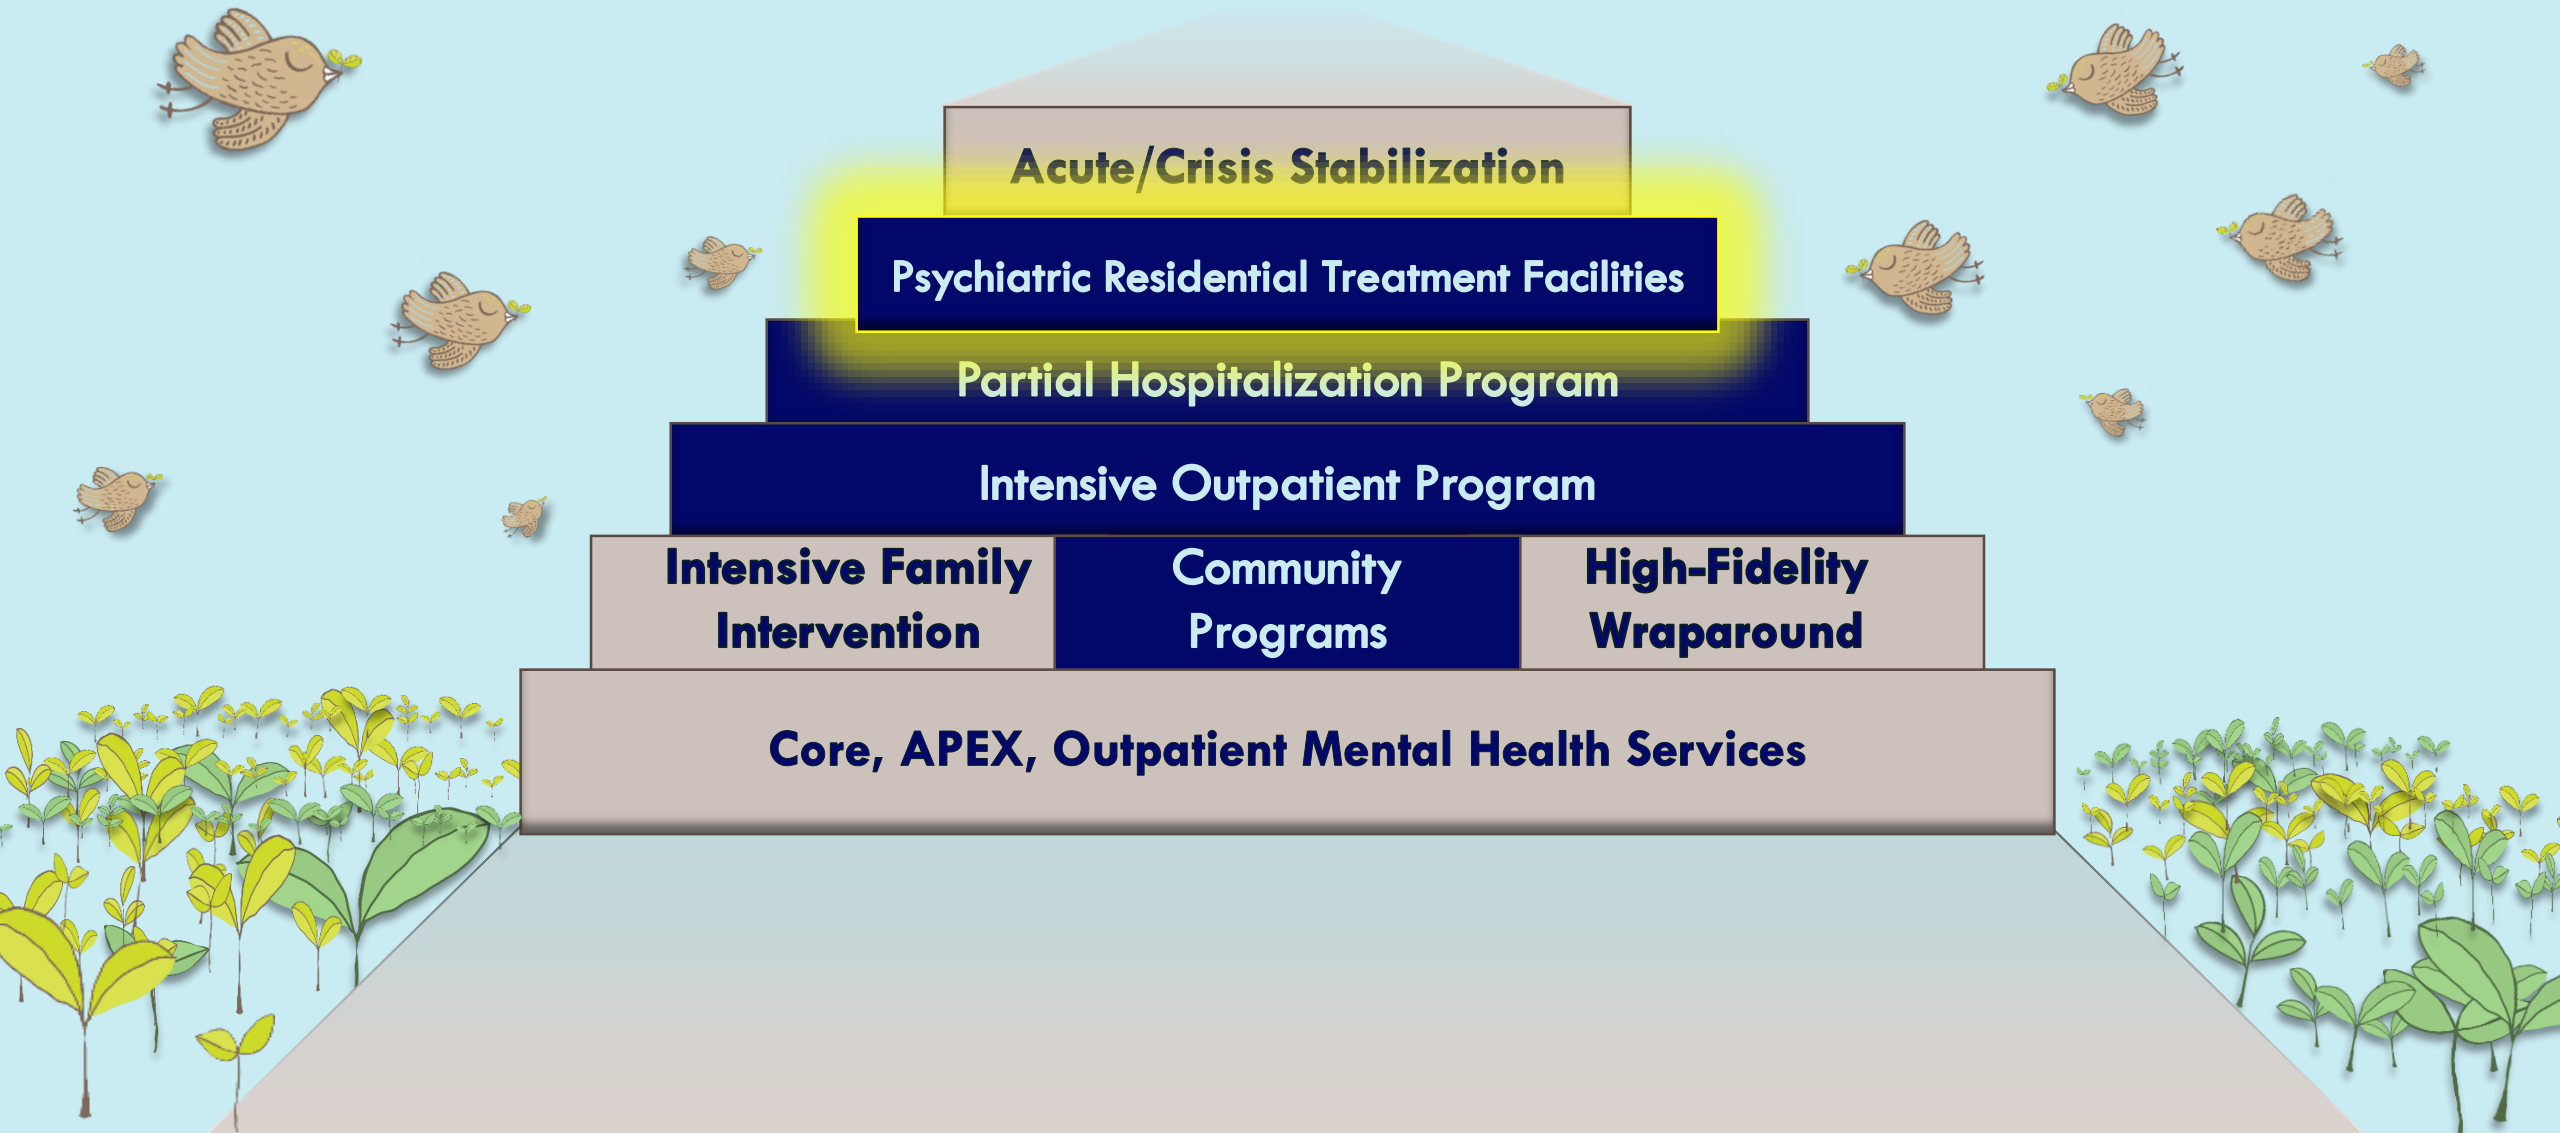 Acute/Crisis Stabilization
Psychiatric Residential Treatment Facilities
Partial Hospitalization Program
Intensive Outpatient Program
Intensive Family
Intervention
Community
Programs
High-Fidelity
Wraparound
Core, APEX, Outpatient Mental Health Services